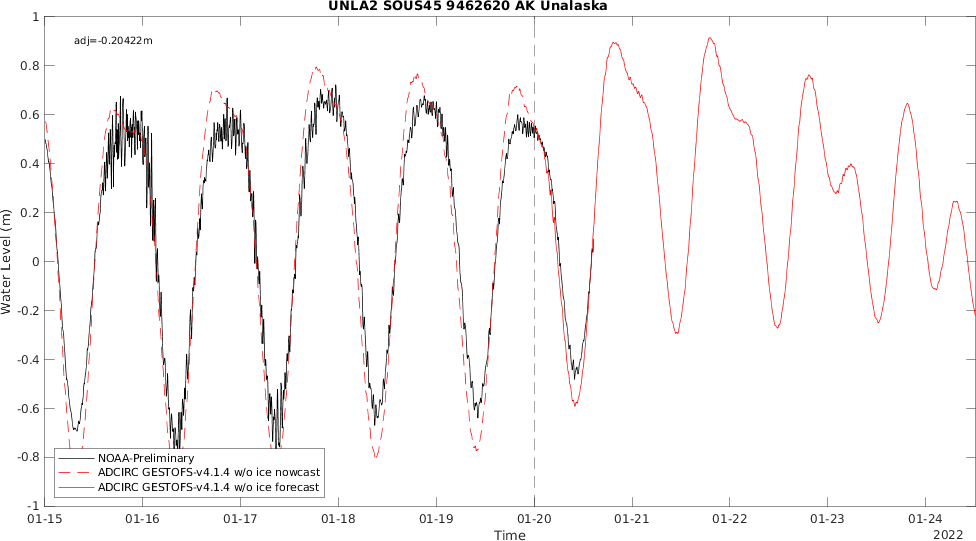 UNLA2 SOUS45 9462620 AK Unalaska
adj=-0.20422m
1
0.8
0.6
0.4
0.2
0
-0.2
-0.4
-0.6
-0.8
-1
Water Level (m)
NOAA-Preliminary
ADCIRC GESTOFS-v4.1.4 w/o ice nowcast
ADCIRC GESTOFS-v4.1.4 w/o ice forecast
01-15 01-16 01-17 01-18 01-19 01-20 01-21 01-22 01-23 01-24
Time
2022